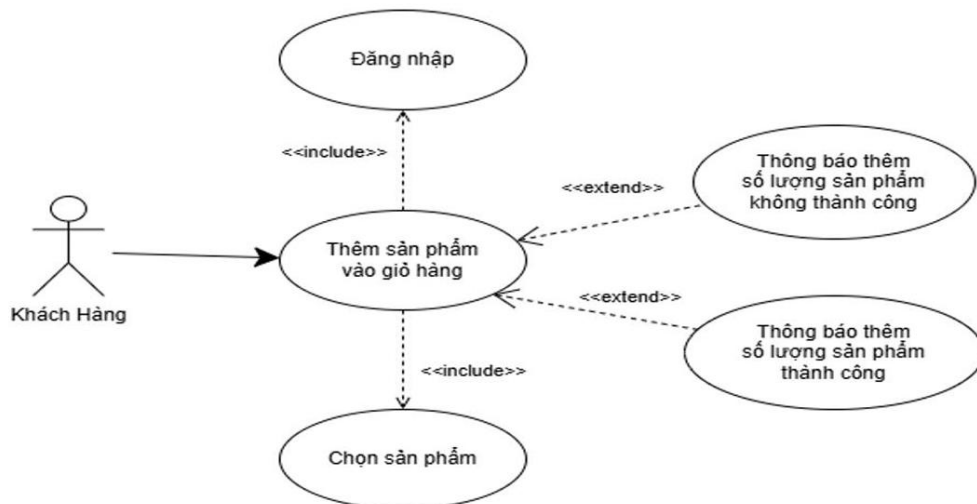 Đăng nhập
<<include>>
Thông báo thêm
số lượng sản phẩm
không thành công
<<extend>>
Khách Hàng
Thêm sản phẩm
vào giỏ hàng
<<extend>>
Thông báo thêm
số lượng sản phẩm
thành công
<<include>>
Chọn sản phẩm